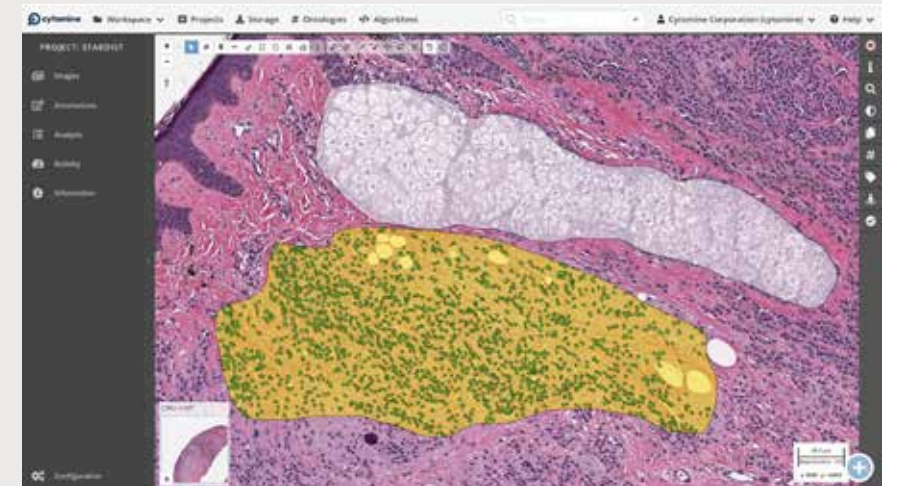 cytomine Workspace Projects Storage Ontologies Algorithms Cytomine Corporation (cytomine) Help
PROJECT: STARDIST
Images
Annotations
Analysis
Activity
Information
Configuration